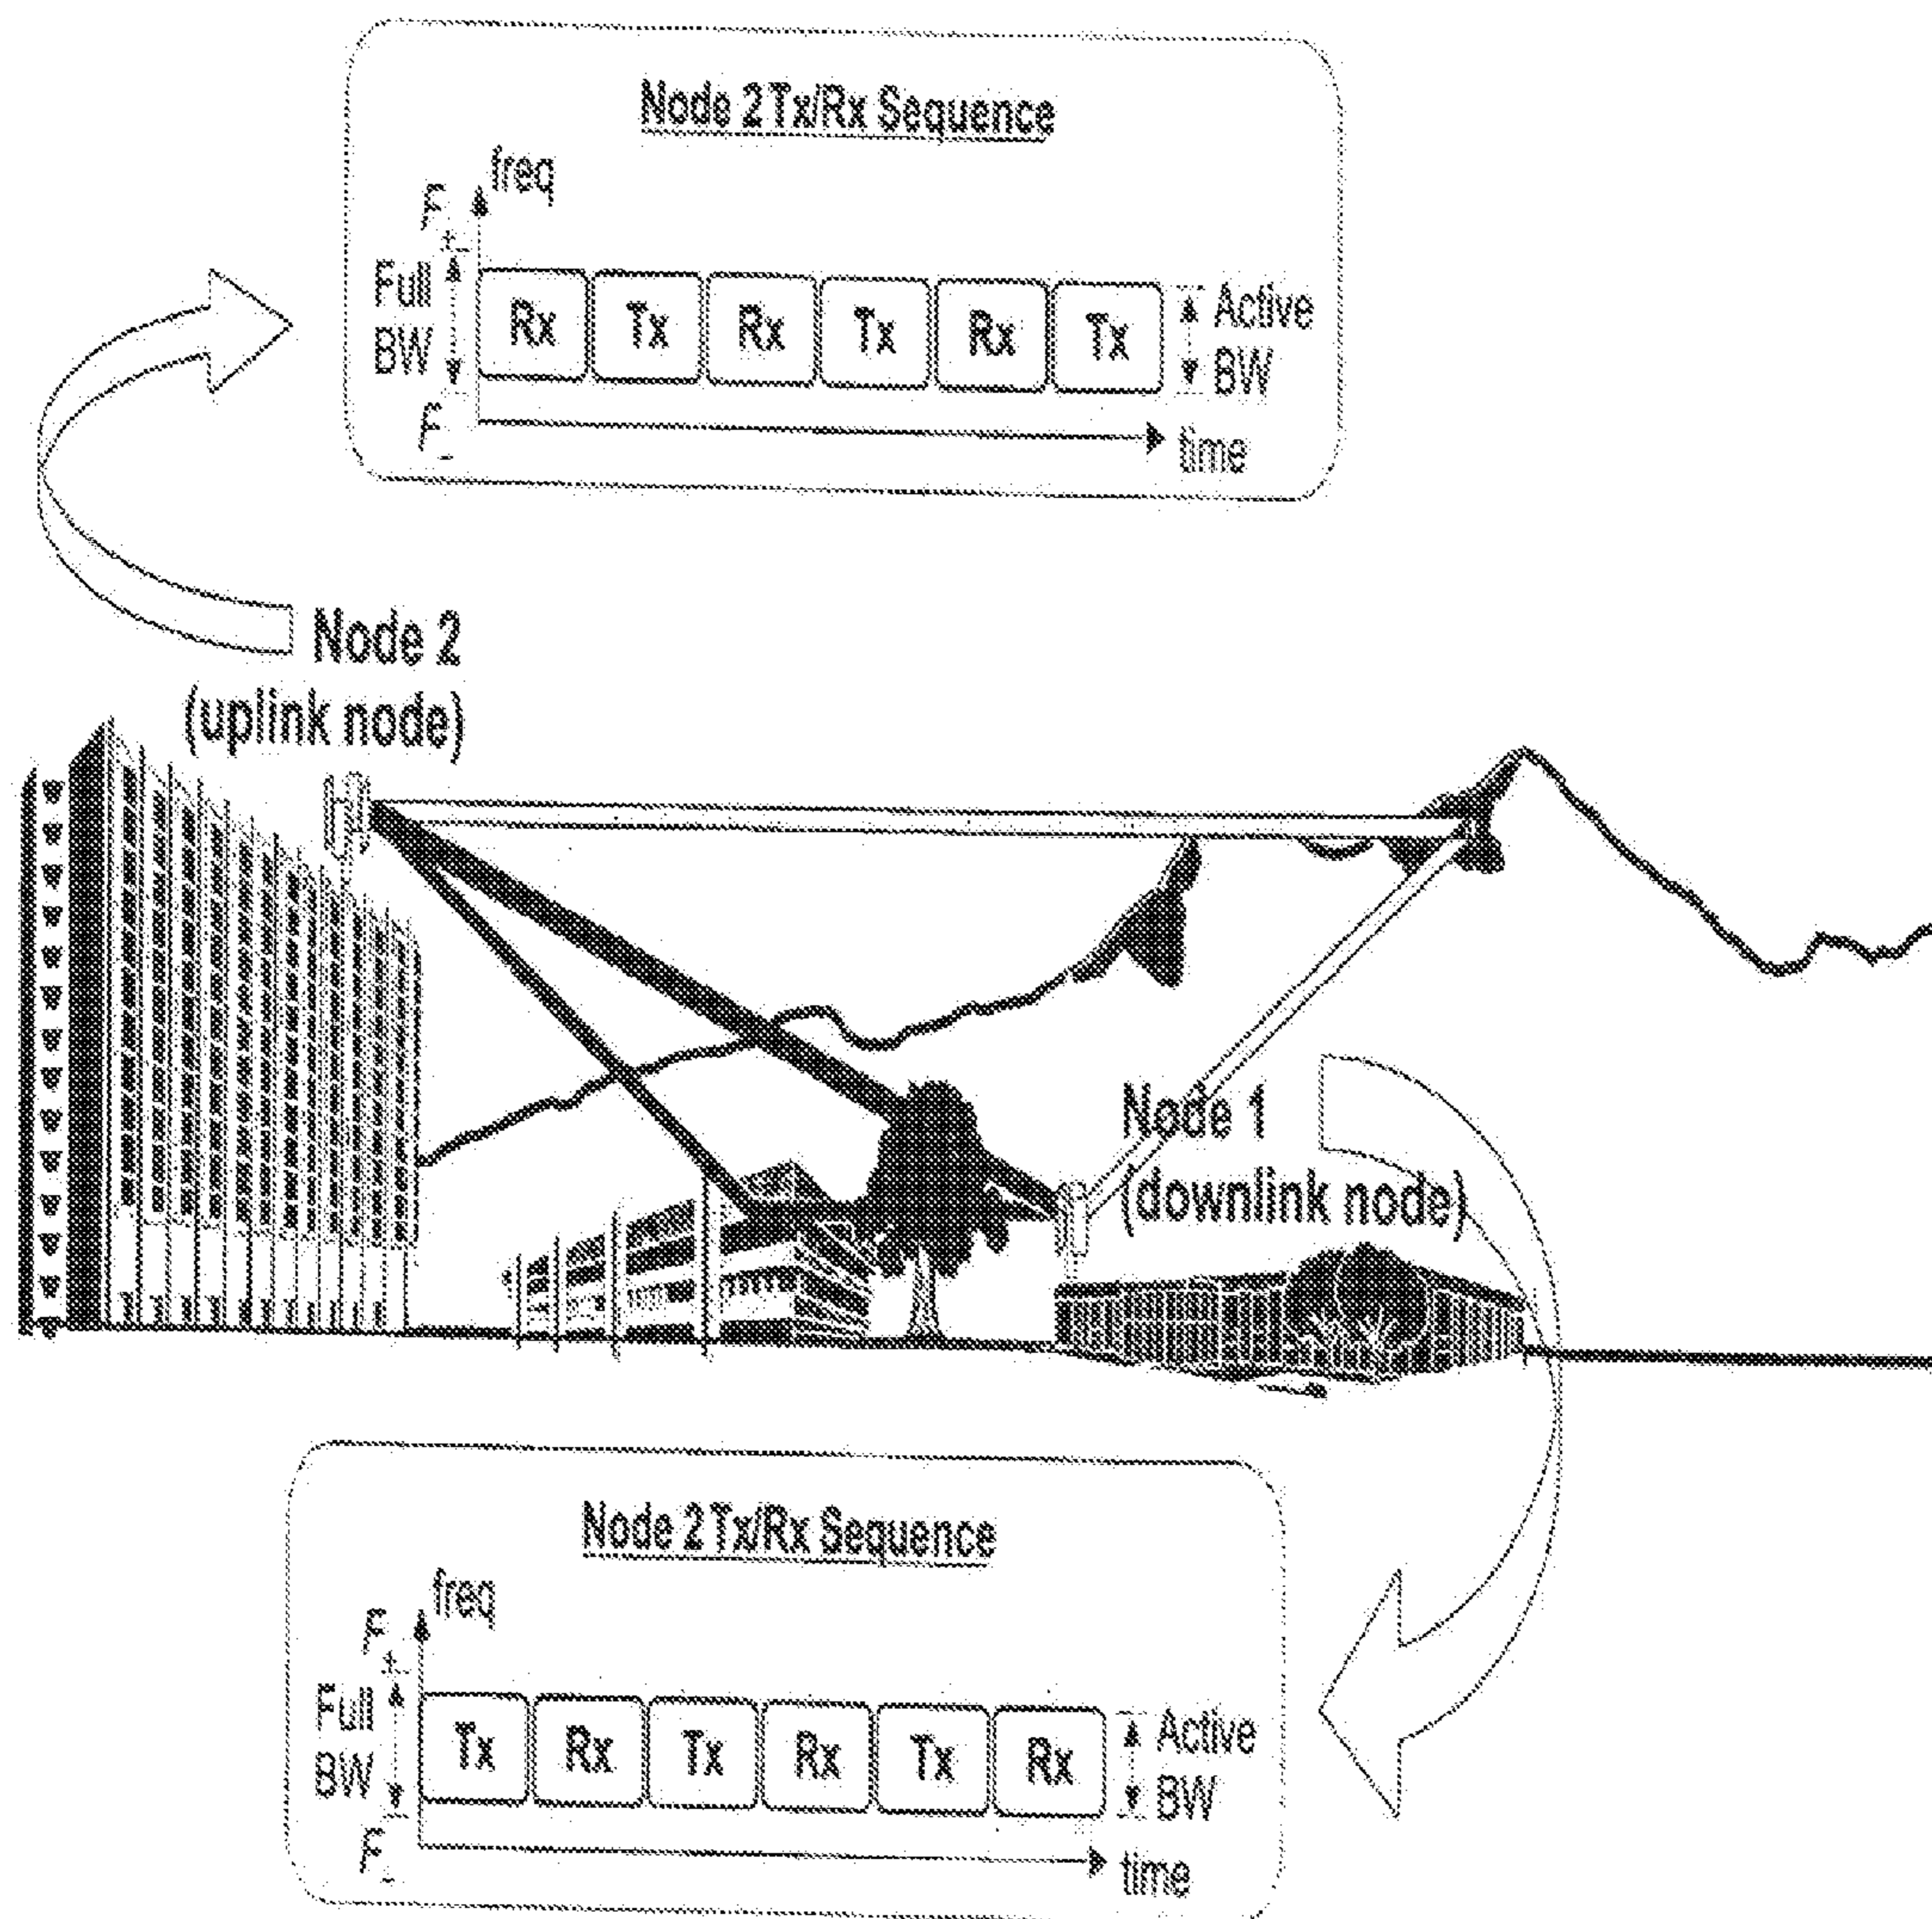 Node 2 Tx/Rx Sequence
freq
F+
Full
BW
F-
Rx Tx Rx Tx Rx Tx
Active
BW
time
Node 2
(uplink node)
Node 1
(downlink node)
Node 2 Tx/Rx Sequence
freq
F+
Full
BW
F-
Tx Rx Tx Rx Tx Rx
Active
BW
time